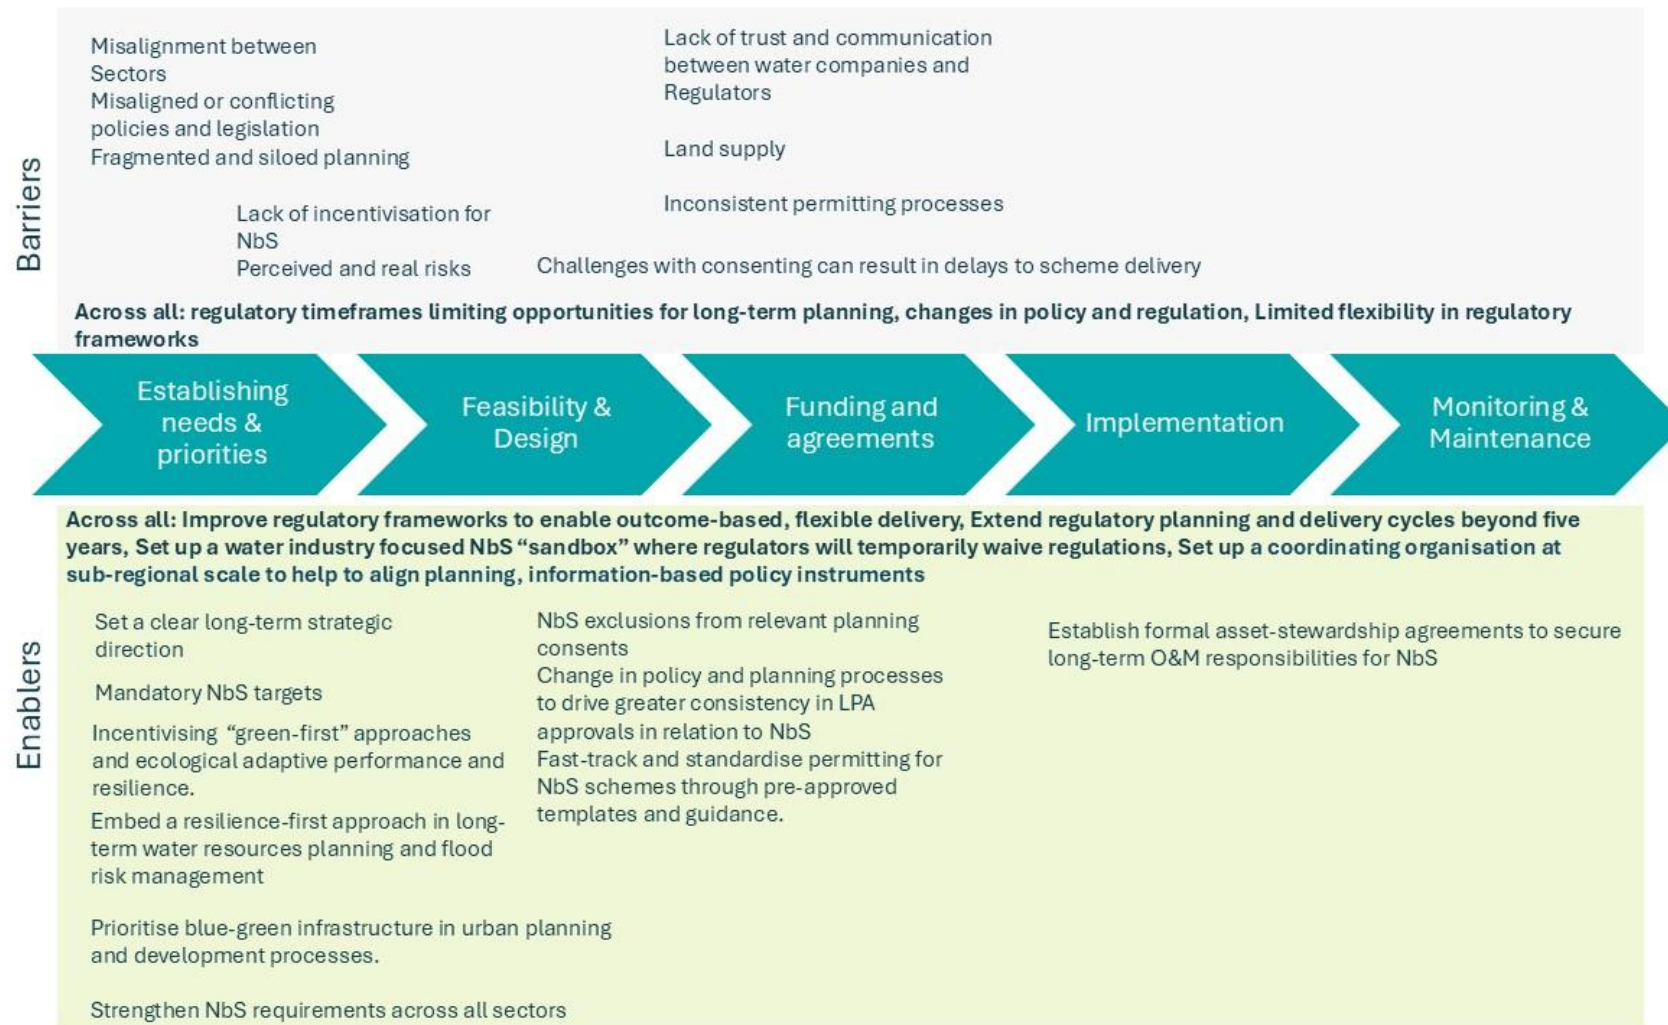 Barriers
Misalignment between
Sectors
Misaligned or conflicting
policies and legislation
Fragmented and siloed planning
Lack of incentivisation for
NbS
Perceived and real risks
Lack of trust and communication
between water companies and
Regulators
Land supply
Inconsistent permitting processes
Challenges with consenting can result in delays to scheme delivery
Across all: regulatory timeframes limiting opportunities for long-term planning, changes in policy and regulation, Limited flexibility in regulatory
frameworks
Establishing
needs &
priorities
Feasibility &
Design
Funding and
agreements
Implementation
Monitoring &
Maintenance
Enablers
Across all: Improve regulatory frameworks to enable outcome-based, flexible delivery, Extend regulatory planning and delivery cycles beyond five
years, Set up a water industry focused NbS “sandbox” where regulators will temporarily waive regulations, Set up a coordinating organisation at
sub-regional scale to help to align planning, information-based policy instruments
Set a clear long-term strategic
direction
Mandatory NbS targets
Incentivising “green-first” approaches
and ecological adaptive performance and
resilience.
Embed a resilience-first approach in long-
term water resources planning and flood
risk management
Prioritise blue-green infrastructure in urban planning
and development processes.
Strengthen NbS requirements across all sectors
NbS exclusions from relevant planning
consents
Change in policy and planning processes
to drive greater consistency in LPA
approvals in relation to NbS
Fast-track and standardise permitting for
NbS schemes through pre-approved
templates and guidance.
Establish formal asset-stewardship agreements to secure
long-term O&M responsibilities for NbS